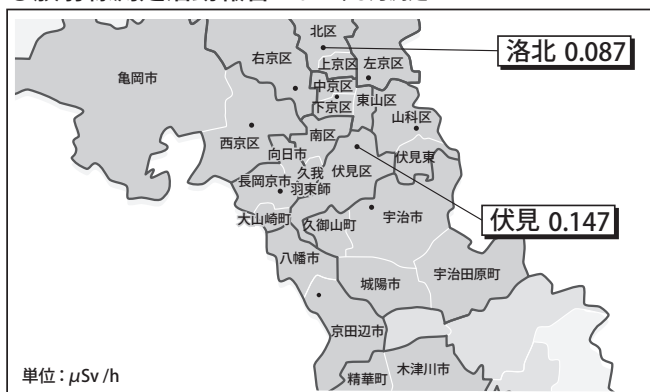 北区
洛北 0.087
右京区
上京区
左京区
亀岡市
中京区
下京区
東山区
山科区
南区
西京区
向日市
伏見区
伏見東
久我
羽束師
長岡京市
伏見 0.147
大山崎町
久御山町
宇治市
八幡市
宇治田原町
城陽市
京田辺市
木津川市
精華町
単位：μSv /h